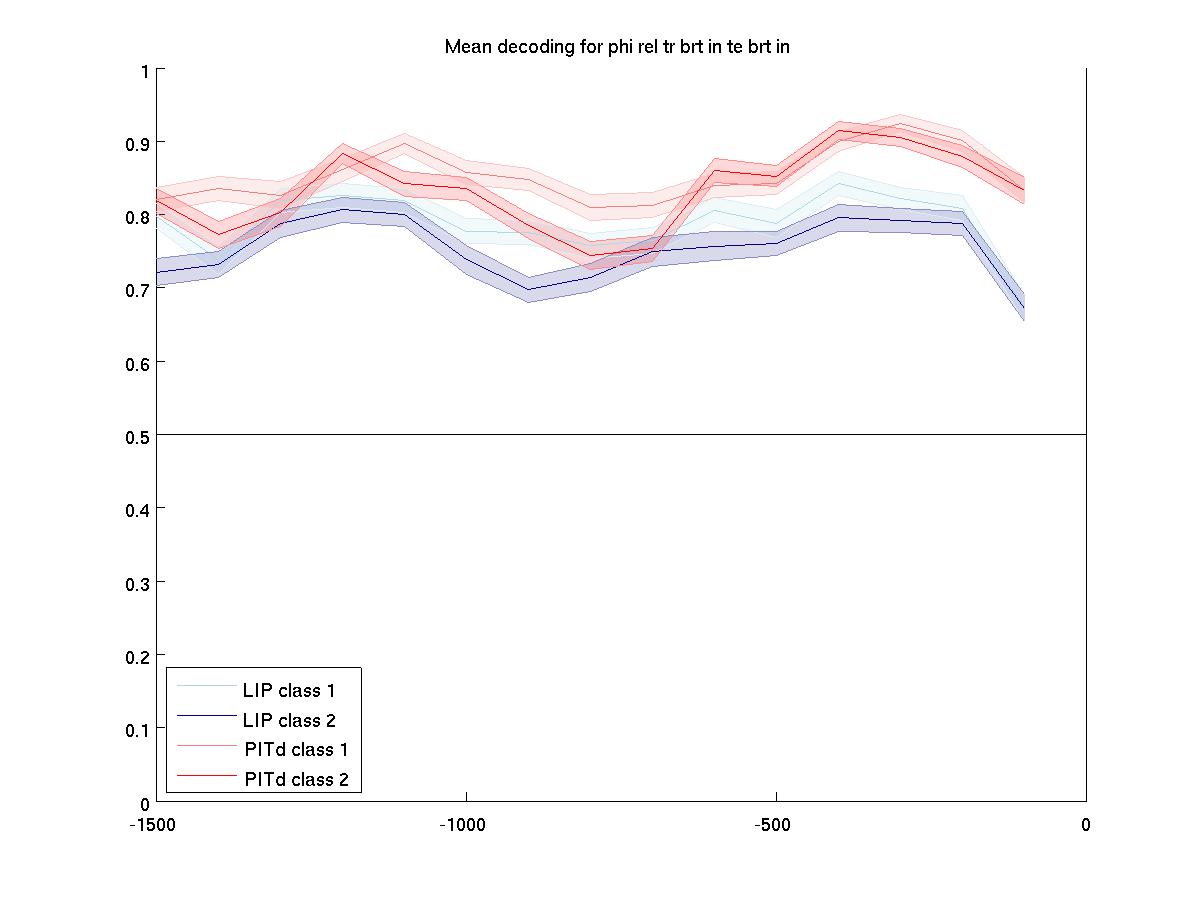 Mean decoding for phi rel tr brt in te brt in
1
0.9
0.8
0.7
0.6
0.5
0.4
0.3
0.2
0.1
0
LIP class 1
LIP class 2
PITd class 1
PITd class 2
-1500 -1000 -500 0